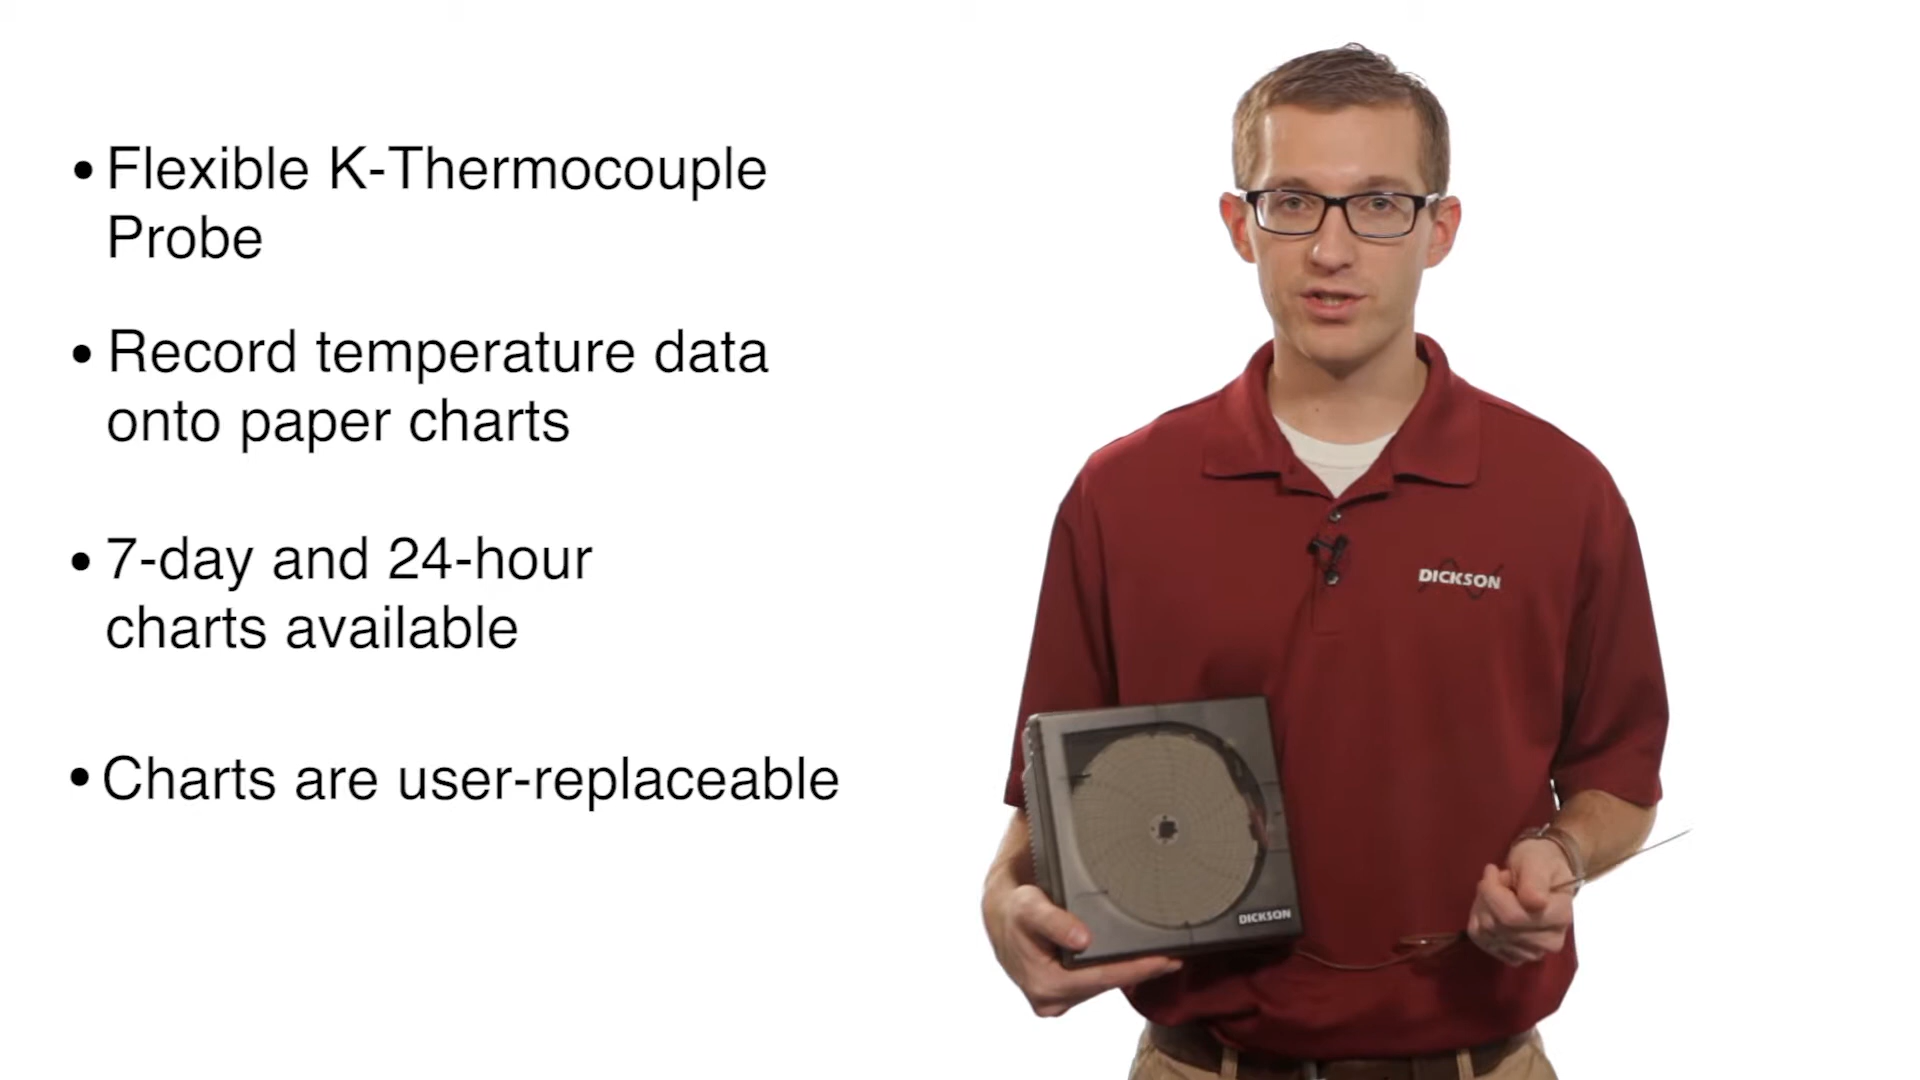 • Flexible K-Thermocouple
Probe
• Record temperature data
onto paper charts
• 7-day and 24-hour
charts available
• Charts are user-replaceable
DICKSON
DICKSON